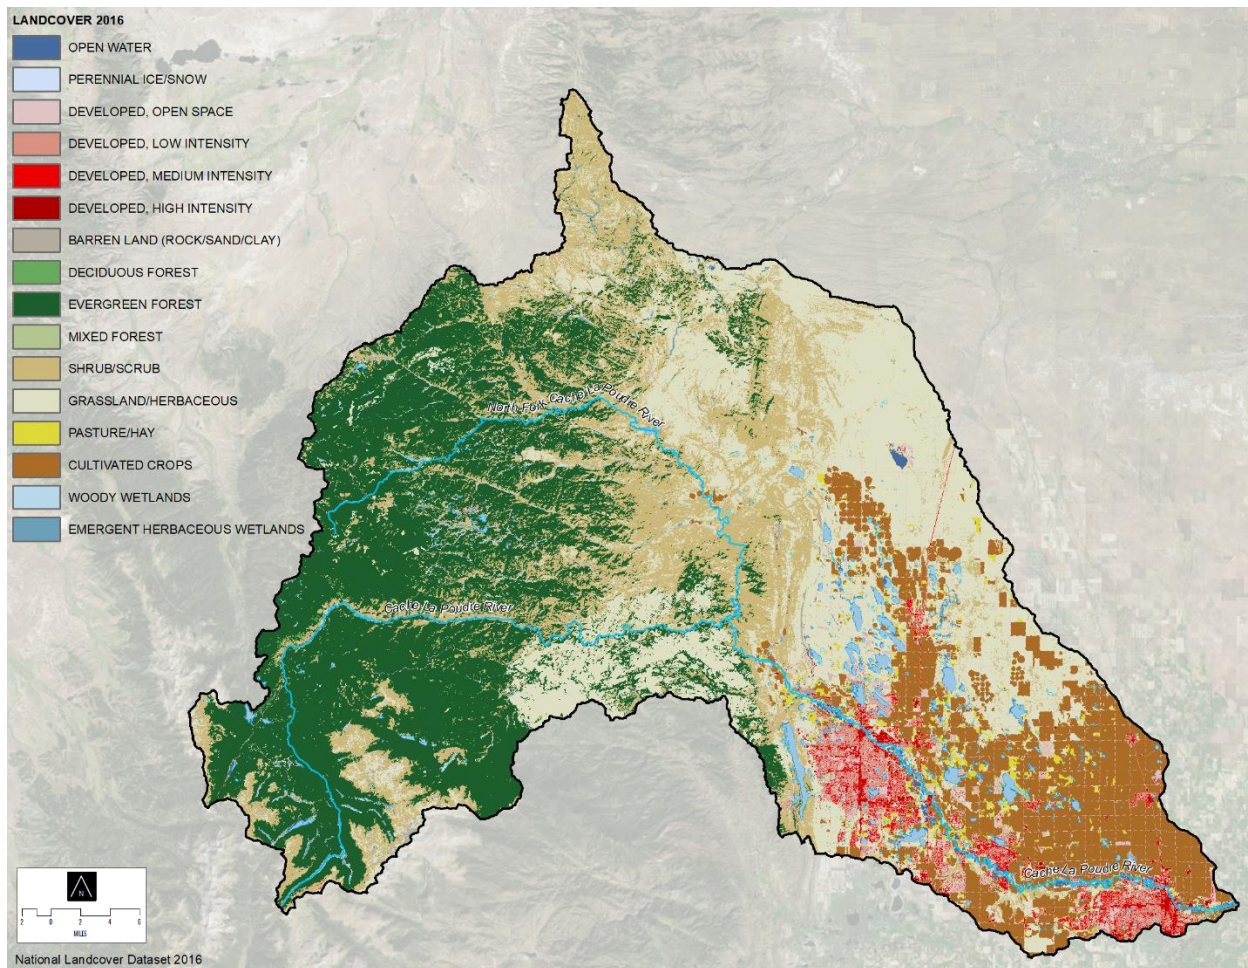 LANDCOVER 2016
OPEN WATER
PERENNIAL ICE/SNOW
DEVELOPED, OPEN SPACE
DEVELOPED, LOW INTENSITY
DEVELOPED, MEDIUM INTENSITY
DEVELOPED, HIGH INTENSITY
BARREN LAND (ROCK/SAND/CLAY)
DECIDUOUS FOREST
EVERGREEN FOREST
MIXED FOREST
SHRUB/SCRUB
GRASSLAND/HERBACEOUS
PASTURE/HAY
CULTIVATED CROPS
WOODY WETLANDS
EMERGENT HERBACEOUS WETLANDS
North Fork Cache La Poudre River
Cache La Poudre River
Cache La Poudre River
N
2 0 2 4 6
MILES
National Landcover Dataset 2016